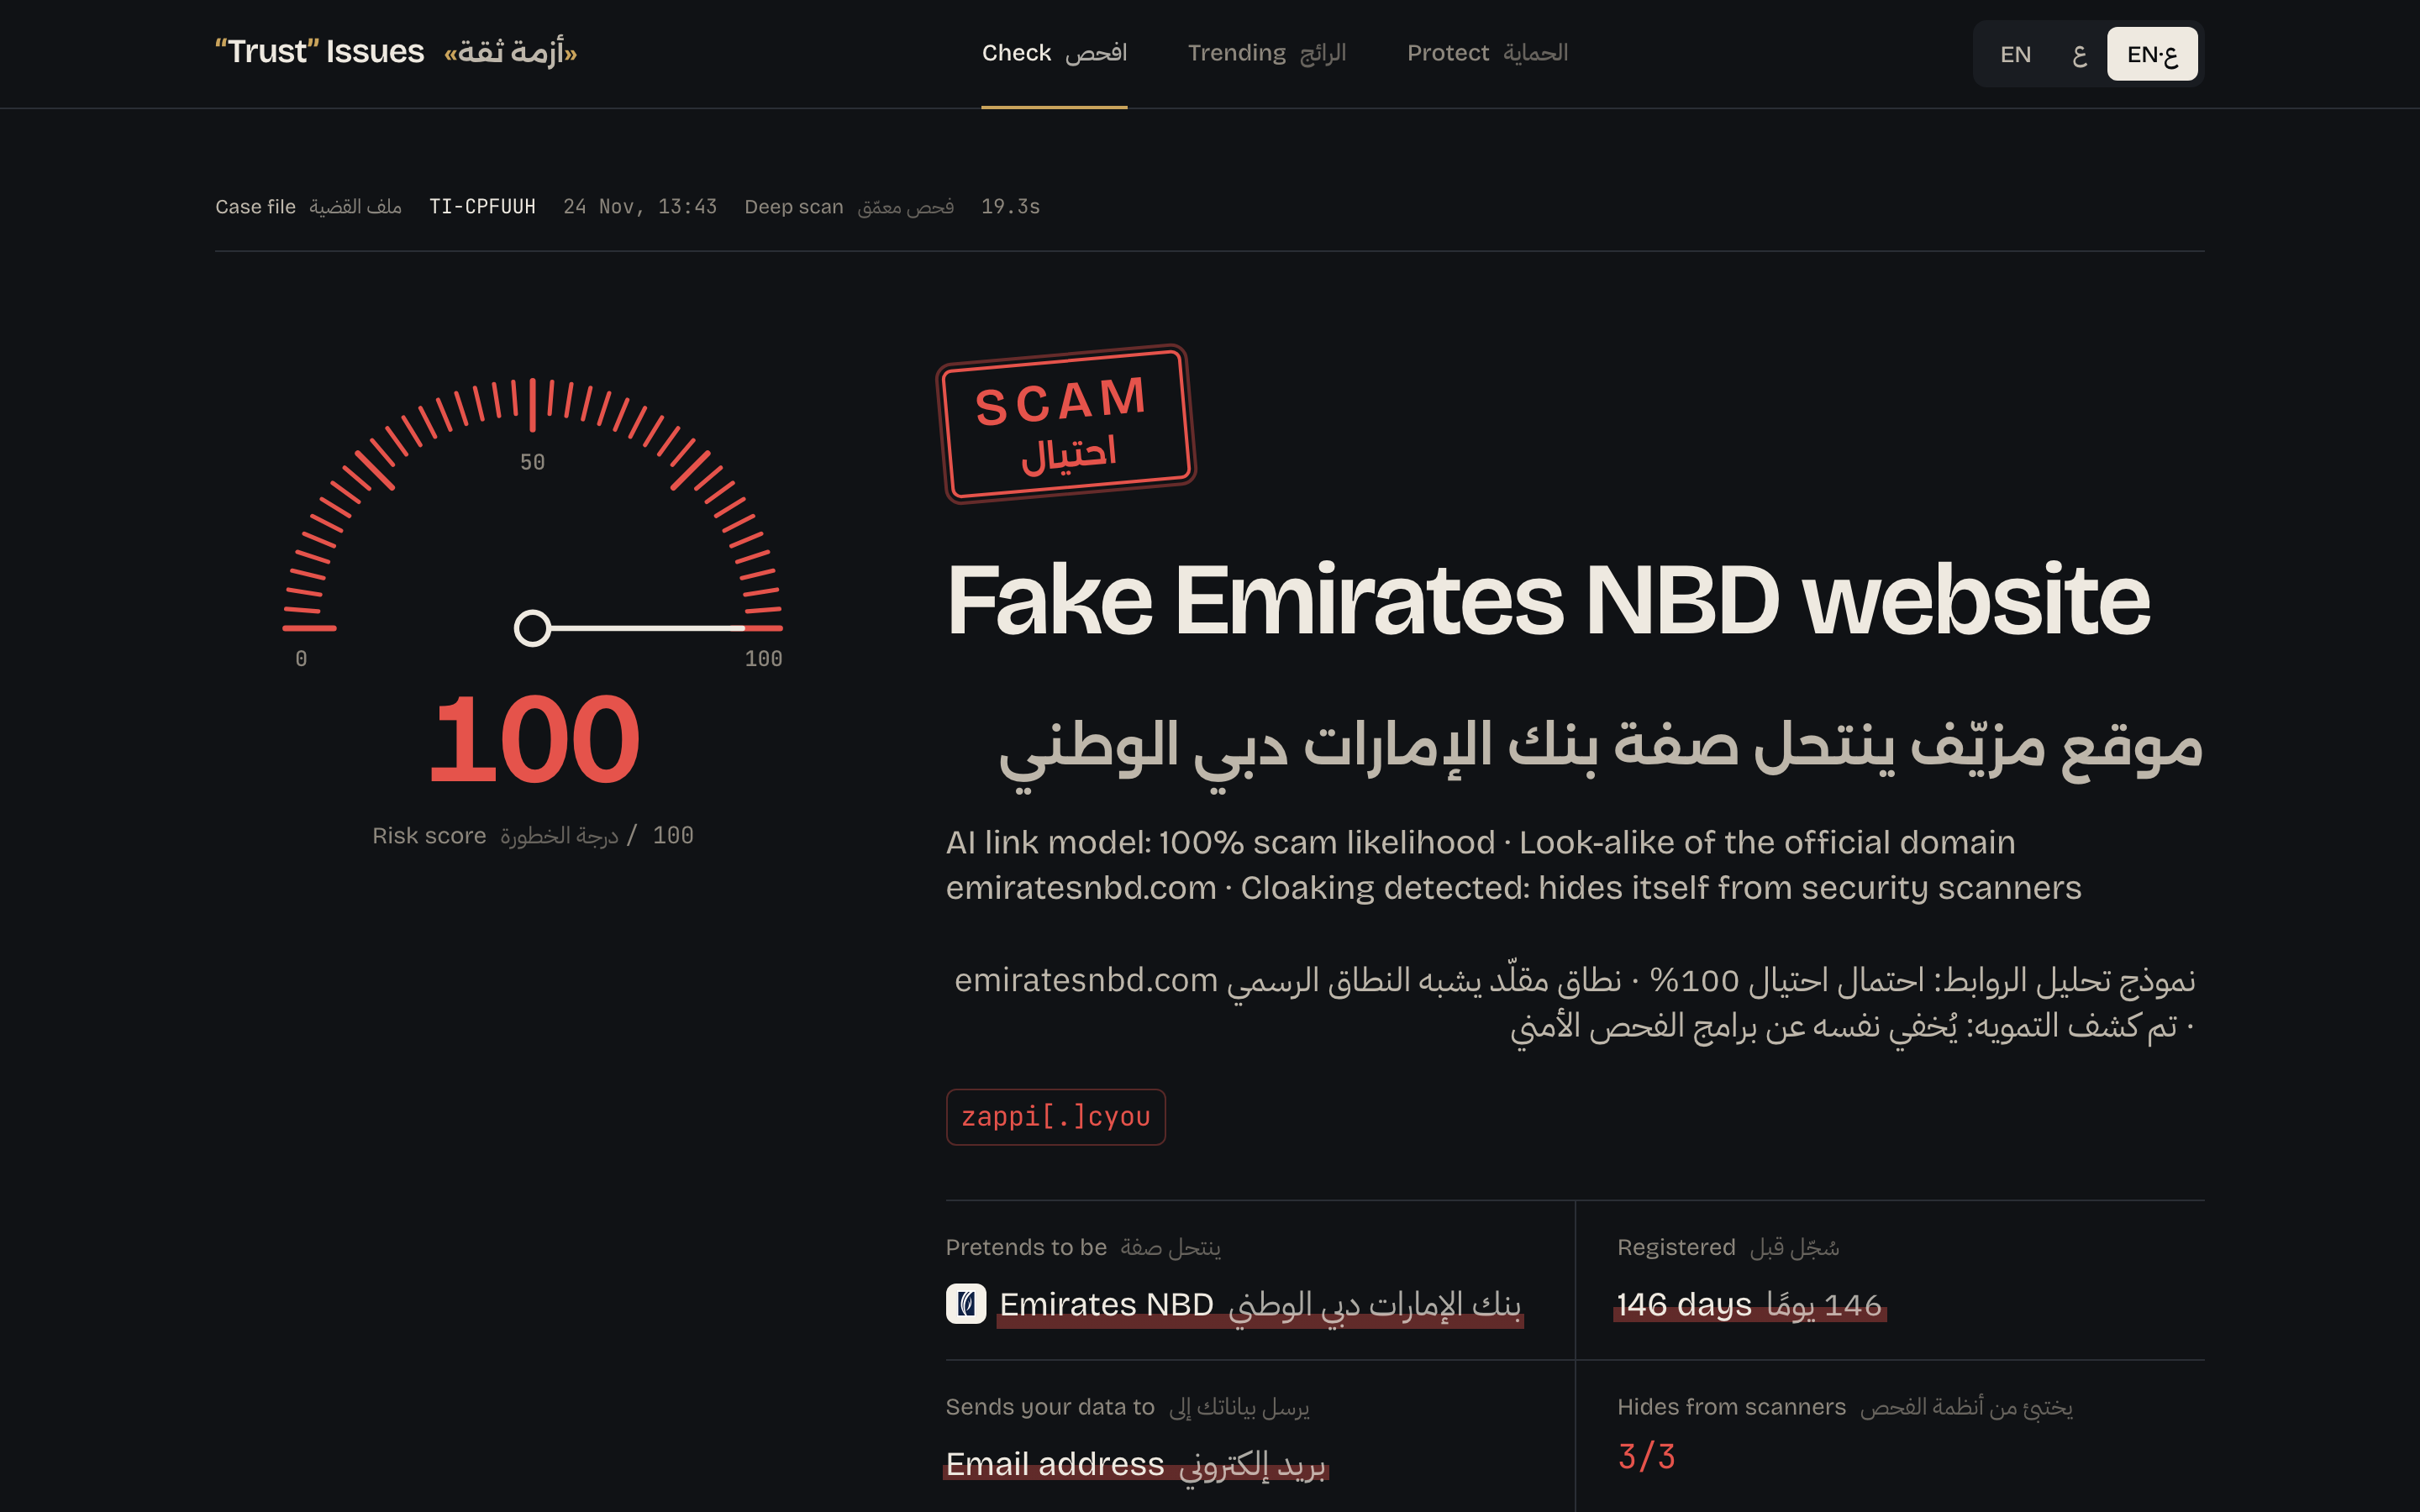 “Trust” Issues «أزمة ثقة»
Check افحص Trending الرائج Protect الحماية
EN ع EN·ع
Case file ملف القضية TI-CPFUUH 24 Nov, 13:43 Deep scan فحص معمّق 19.3s
50
0 100
100
Risk score درجة الخطورة / 100
SCAM
احتيال
Fake Emirates NBD website
موقع مزيّف ينتحل صفة بنك الإمارات دبي الوطني
AI link model: 100% scam likelihood · Look-alike of the official domain
emiratesnbd.com · Cloaking detected: hides itself from security scanners
نموذج تحليل الروابط: احتمال احتيال 100% · نطاق مقلّد يشبه النطاق الرسمي emiratesnbd.com
· تم كشف التمويه: يُخفي نفسه عن برامج الفحص الأمني
zappi[.]cyou
Pretends to be ينتحل صفة
Emirates NBD بنك الإمارات دبي الوطني
Registered سُجّل قبل
146 days 146 يومًا
Sends your data to يرسل بياناتك إلى
Email address بريد إلكتروني
Hides from scanners يختبئ من أنظمة الفحص
3/3